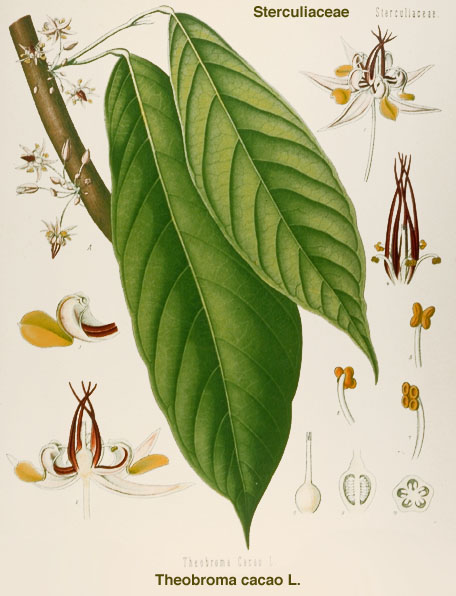 Sterculiaceae
Sterculiaceae.
A
Theobroma Cacao L.
Theobroma cacao L.